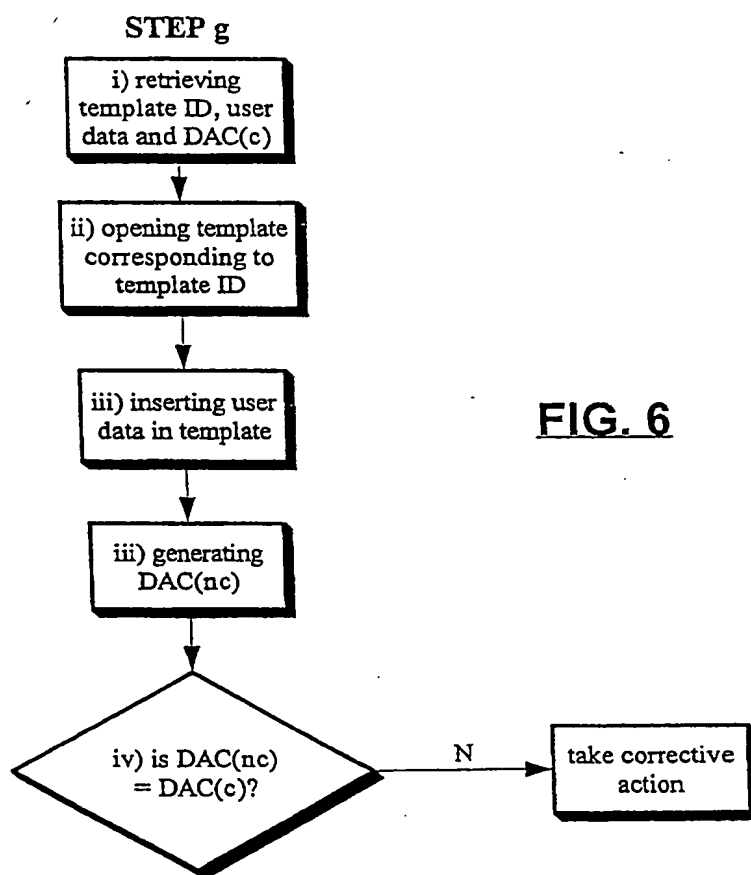 STEP g
i) retrieving
template ID, user
data and DAC(c)
ii) opening template
corresponding to
template ID
iii) inserting user
data in template
FIG. 6
iii) generating
DAC(nc)
iv) is DAC(nc)
= DAC(c)?
N
take corrective
action